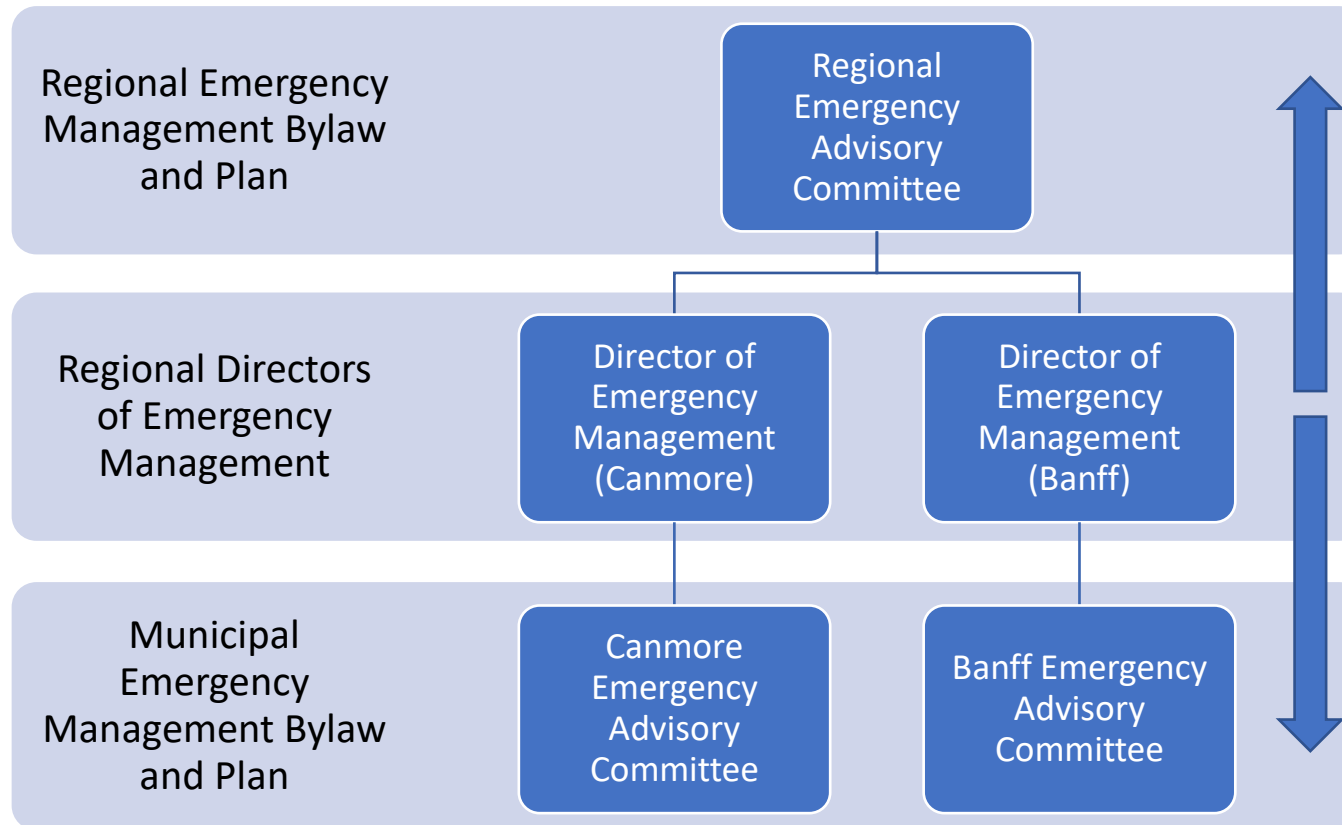 Regional Emergency
Management Bylaw
and Plan
Regional
Emergency
Advisory
Committee
Regional Directors
of Emergency
Management
Director of
Emergency
Management
(Canmore)
Director of
Emergency
Management
(Banff)
Municipal
Emergency
Management Bylaw
and Plan
Canmore
Emergency
Advisory
Committee
Banff Emergency
Advisory
Committee